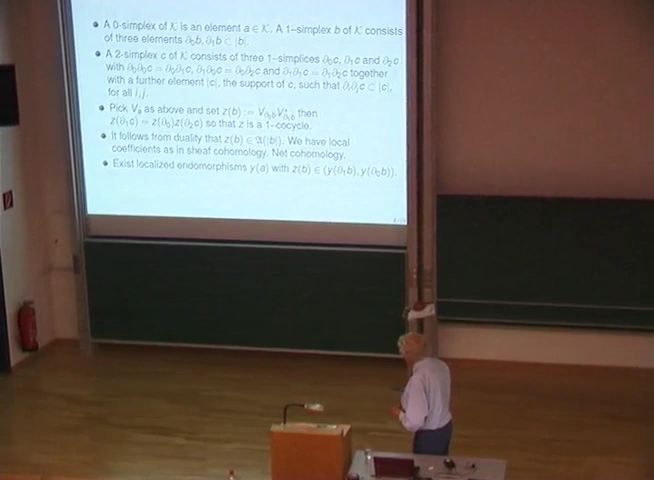 • A 0-simplex of K is an element a ∈ K. A 1-simplex b of K consists
of three elements ∂₀b, ∂₁b ⊂ |b|.
• A 2-simplex c of K consists of three 1-simplices ∂₀c, ∂₁c and ∂₂c
with ∂₀∂₀c = ∂₀∂₁c, ∂₁∂₀c = ∂₀∂₂c and ∂₁∂₁c = ∂₁∂₂c together
with a further element |c|, the support of c, such that ∂ᵢ∂ⱼc ⊂ |c|,
for all i, j.
• Pick Vₐ as above and set z(b) := V_{∂₀b}V*_{∂₁b} then
z(∂₁c) = z(∂₀)z(∂₂c) so that z is a 1-cocycle.
• It follows from duality that z(b) ∈ 𝔄(|b|). We have local
coefficients as in sheaf cohomology. Net cohomology.
• Exist localized endomorphisms y(a) with z(b) ∈ (y(∂₁b), y(∂₀b)).